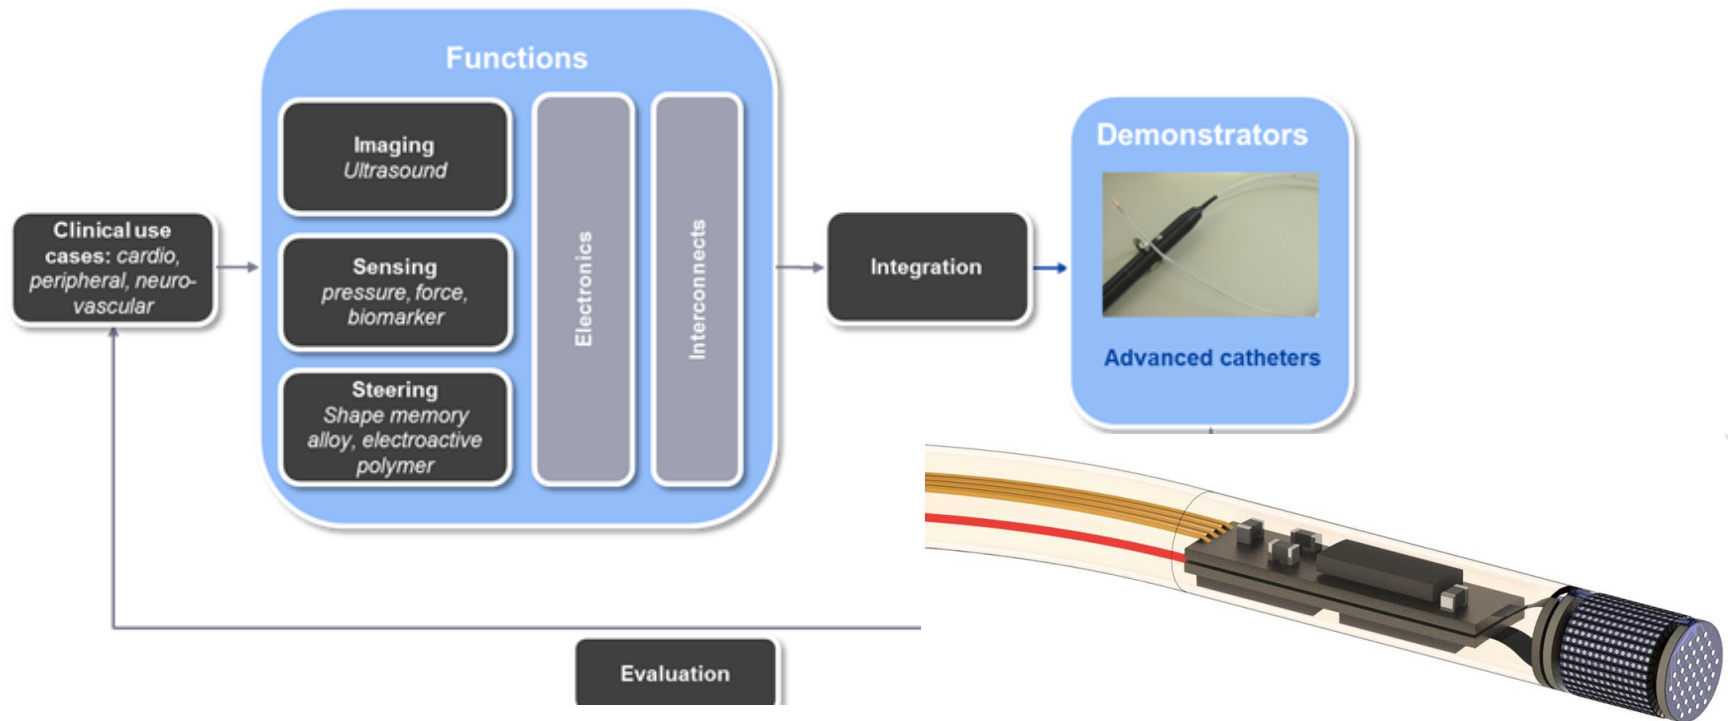 Functions
Imaging
Ultrasound
Sensing
pressure, force,
biomarker
Steering
Shape memory
alloy, electroactive
polymer
Electronics
Interconnects
Clinical use
cases: cardio,
peripheral, neuro-
vascular
Integration
Demonstrators
Advanced catheters
Evaluation